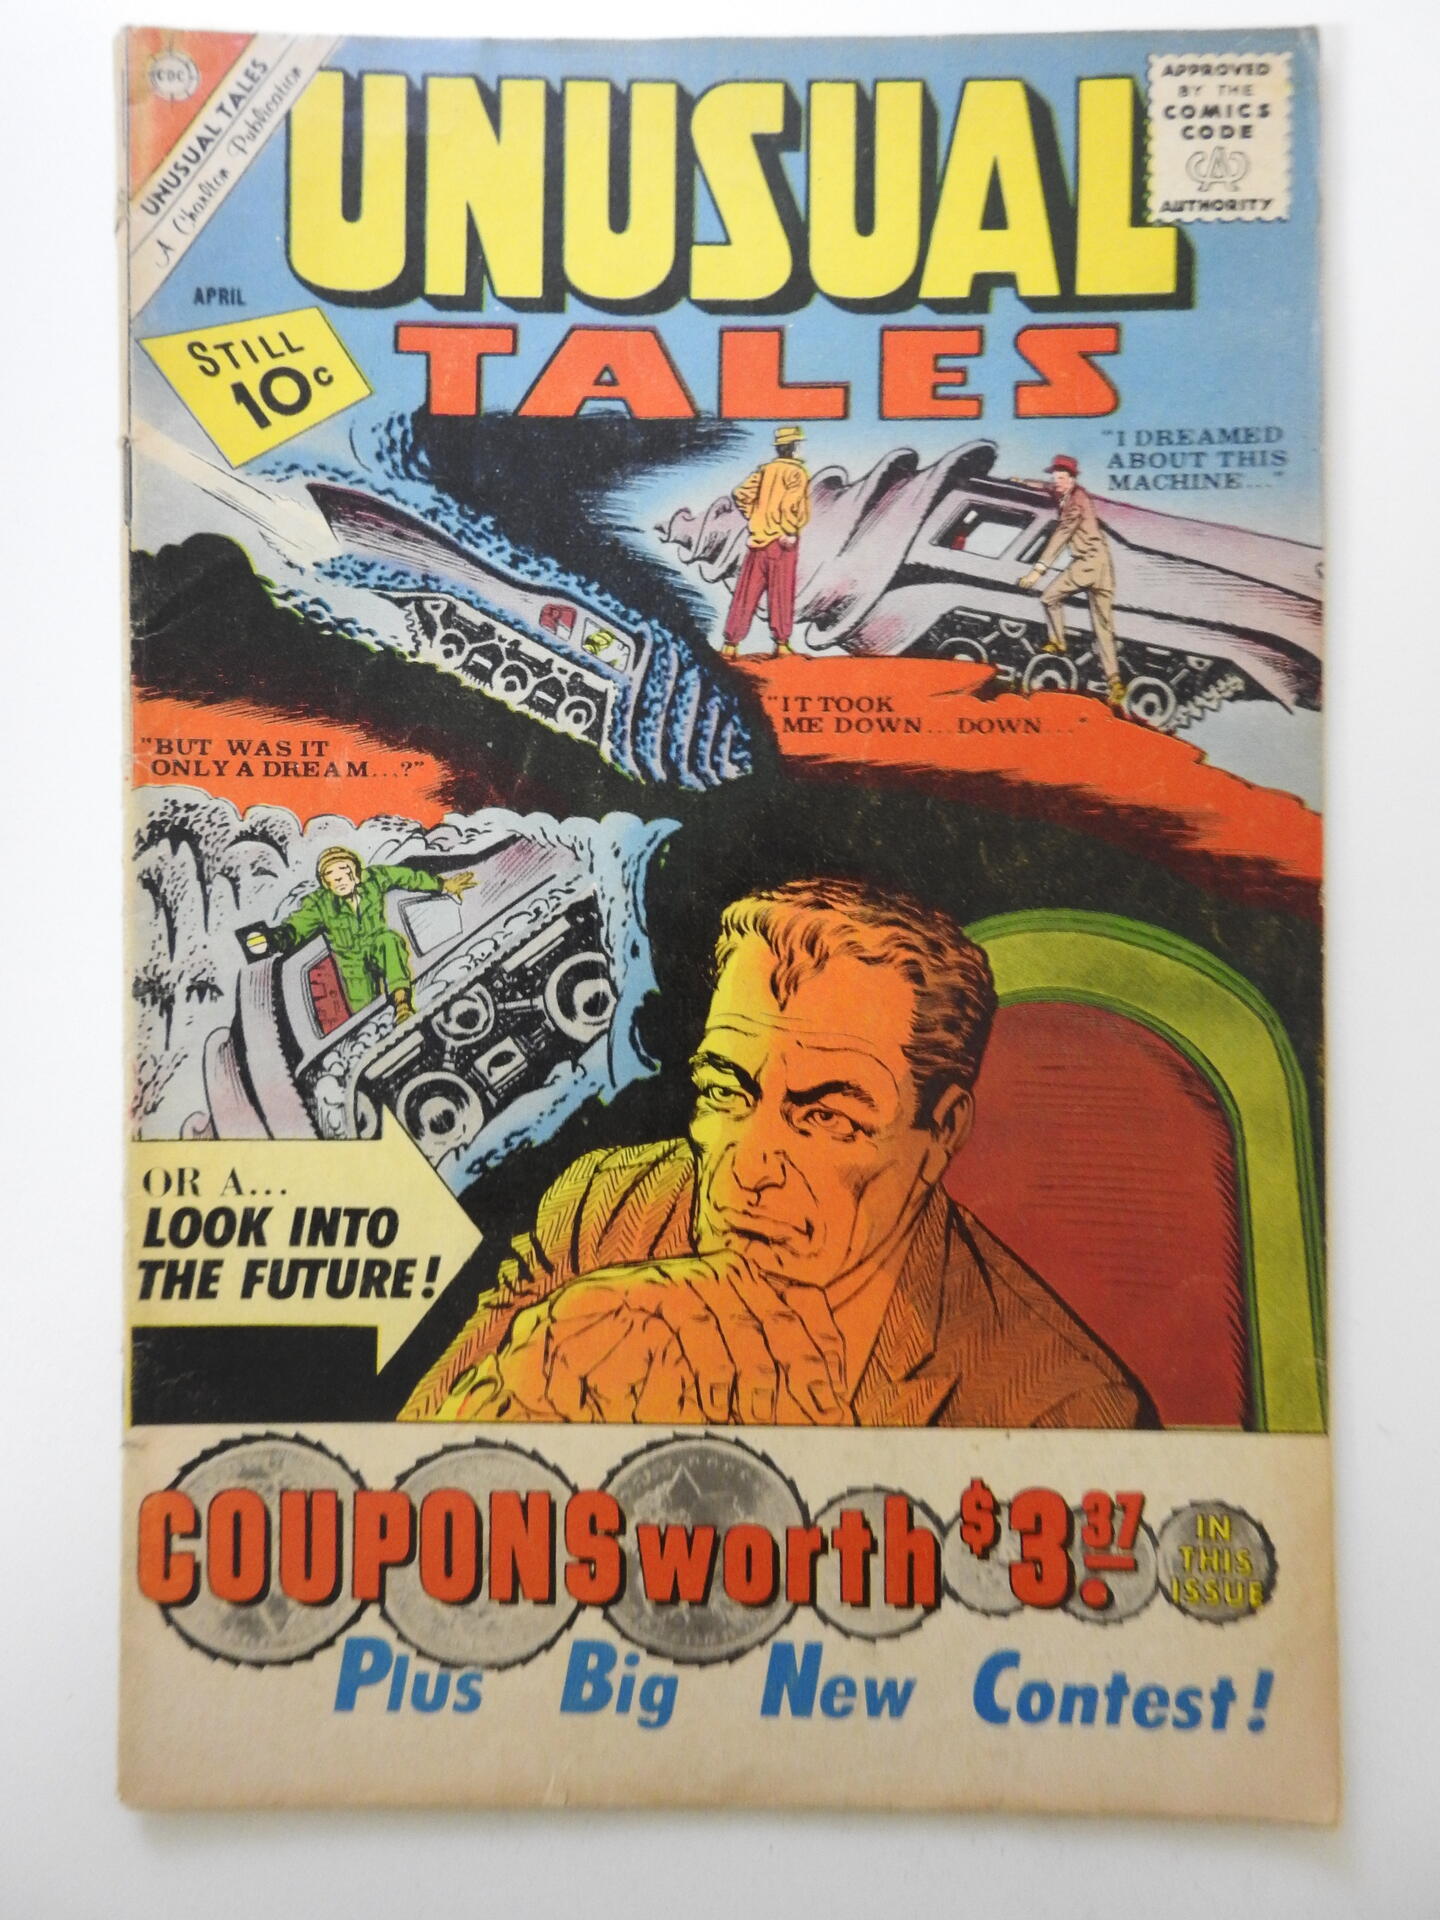 CDC
UNUSUAL TALES
A Charlton Publication
UNUSUAL
TALES
APPROVED
BY THE
COMICS
CODE
AUTHORITY
APRIL
STILL
10¢
"I DREAMED
ABOUT THIS
MACHINE..."
"IT TOOK
ME DOWN...DOWN..."
"BUT WAS IT
ONLY A DREAM...?"
OR A...
LOOK INTO
THE FUTURE!
COUPONS worth $3.37
IN
THIS
ISSUE
Plus Big New Contest!